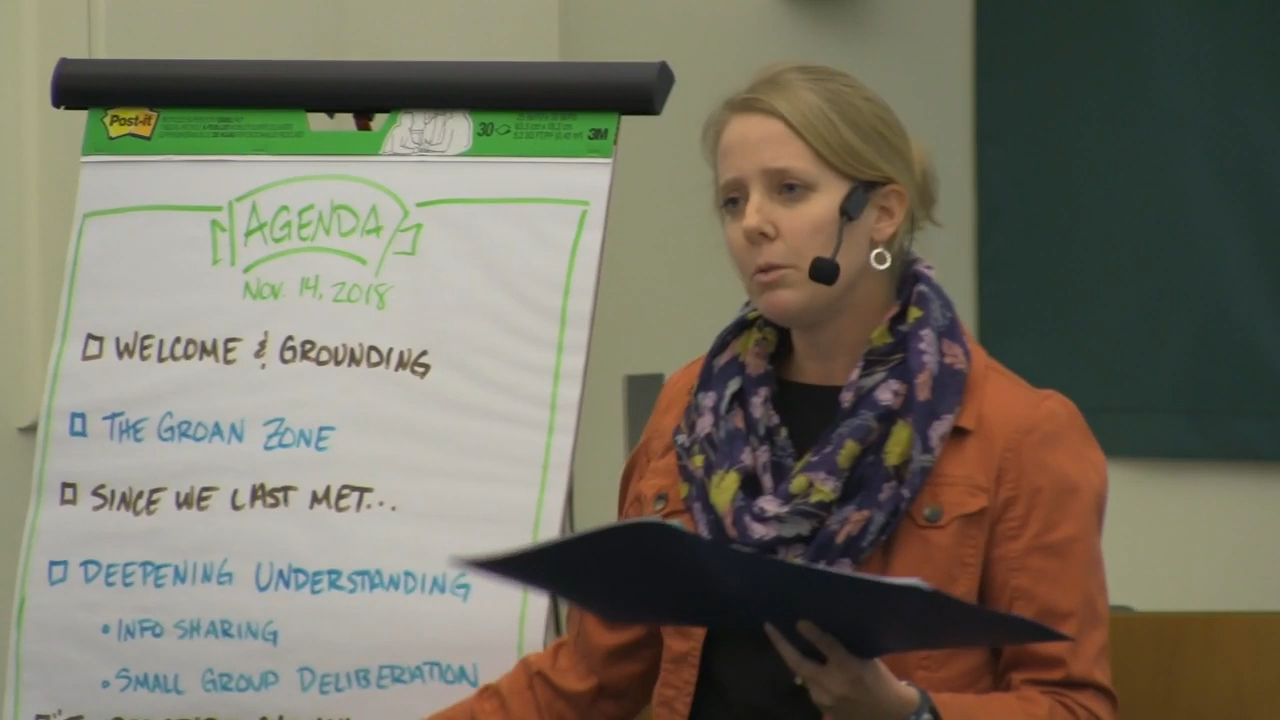 Post-it
30
3M
AGENDA
NOV. 14, 2018
WELCOME & GROUNDING
THE GROAN ZONE
SINCE WE LAST MET...
DEEPENING UNDERSTANDING
• INFO SHARING
• SMALL GROUP DELIBERATION